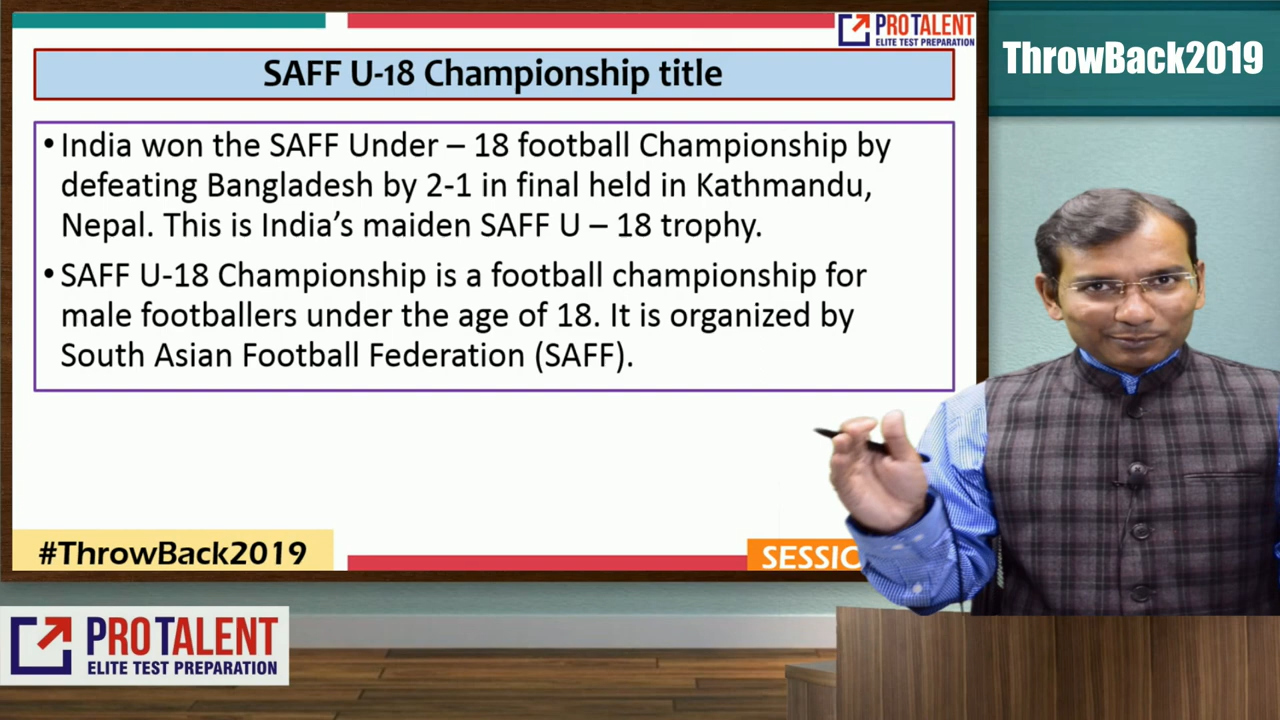 PROTALENT
ELITE TEST PREPARATION
ThrowBack2019
SAFF U-18 Championship title
• India won the SAFF Under – 18 football Championship by
defeating Bangladesh by 2-1 in final held in Kathmandu,
Nepal. This is India’s maiden SAFF U – 18 trophy.
• SAFF U-18 Championship is a football championship for
male footballers under the age of 18. It is organized by
South Asian Football Federation (SAFF).
#ThrowBack2019
PROTALENT
ELITE TEST PREPARATION